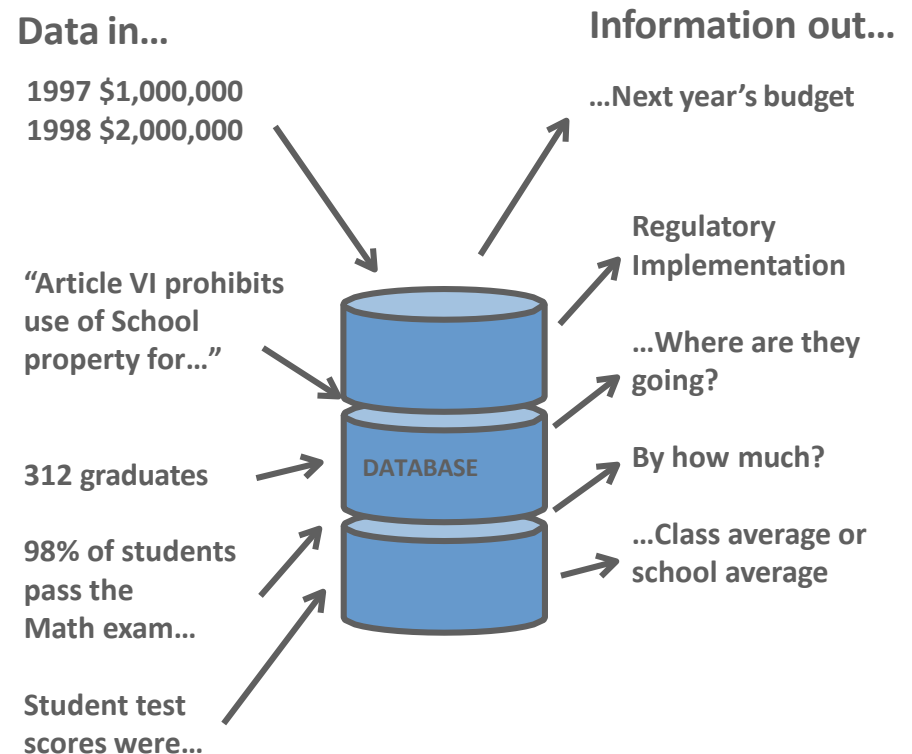 Data in…
1997 $1,000,000
1998 $2,000,000
“Article VI prohibits
use of School
property for…”
312 graduates
98% of students
pass the
Math exam…
Student test
scores were…
DATABASE
Information out…
…Next year’s budget
Regulatory
Implementation
…Where are they
going?
By how much?
…Class average or
school average